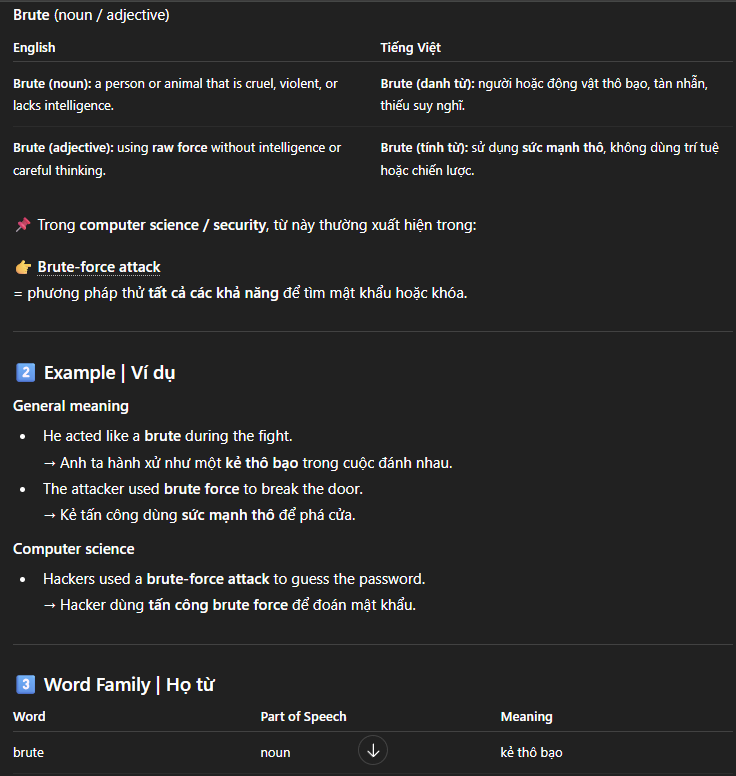 Brute (noun / adjective)
English Tiếng Việt
Brute (noun): a person or animal that is cruel, violent, or
lacks intelligence.
Brute (danh từ): người hoặc động vật thô bạo, tàn nhẫn,
thiếu suy nghĩ.
Brute (adjective): using raw force without intelligence or
careful thinking.
Brute (tính từ): sử dụng sức mạnh thô, không dùng trí tuệ
hoặc chiến lược.
📌 Trong computer science / security, từ này thường xuất hiện trong:
👉 Brute-force attack
= phương pháp thử tất cả các khả năng để tìm mật khẩu hoặc khóa.
2️⃣ Example | Ví dụ
General meaning
• He acted like a brute during the fight.
→ Anh ta hành xử như một kẻ thô bạo trong cuộc đánh nhau.
• The attacker used brute force to break the door.
→ Kẻ tấn công dùng sức mạnh thô để phá cửa.
Computer science
• Hackers used a brute-force attack to guess the password.
→ Hacker dùng tấn công brute force để đoán mật khẩu.
3️⃣ Word Family | Họ từ
Word Part of Speech Meaning
brute noun kẻ thô bạo